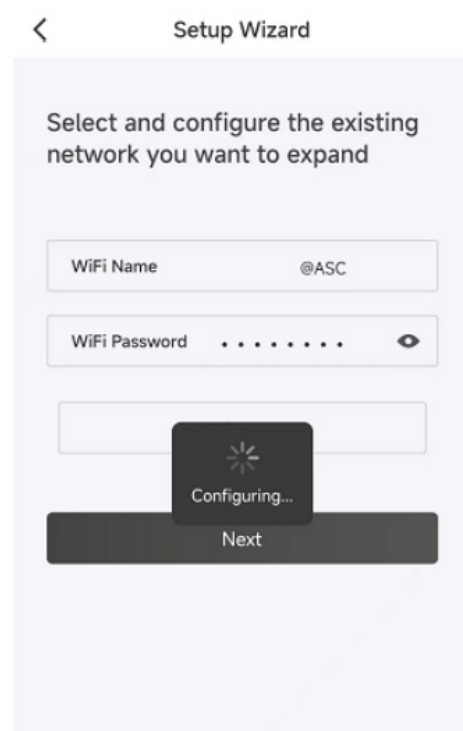 Setup Wizard
Select and configure the existing
network you want to expand
WiFi Name @ASC
WiFi Password ••••••••
Configuring...
Next